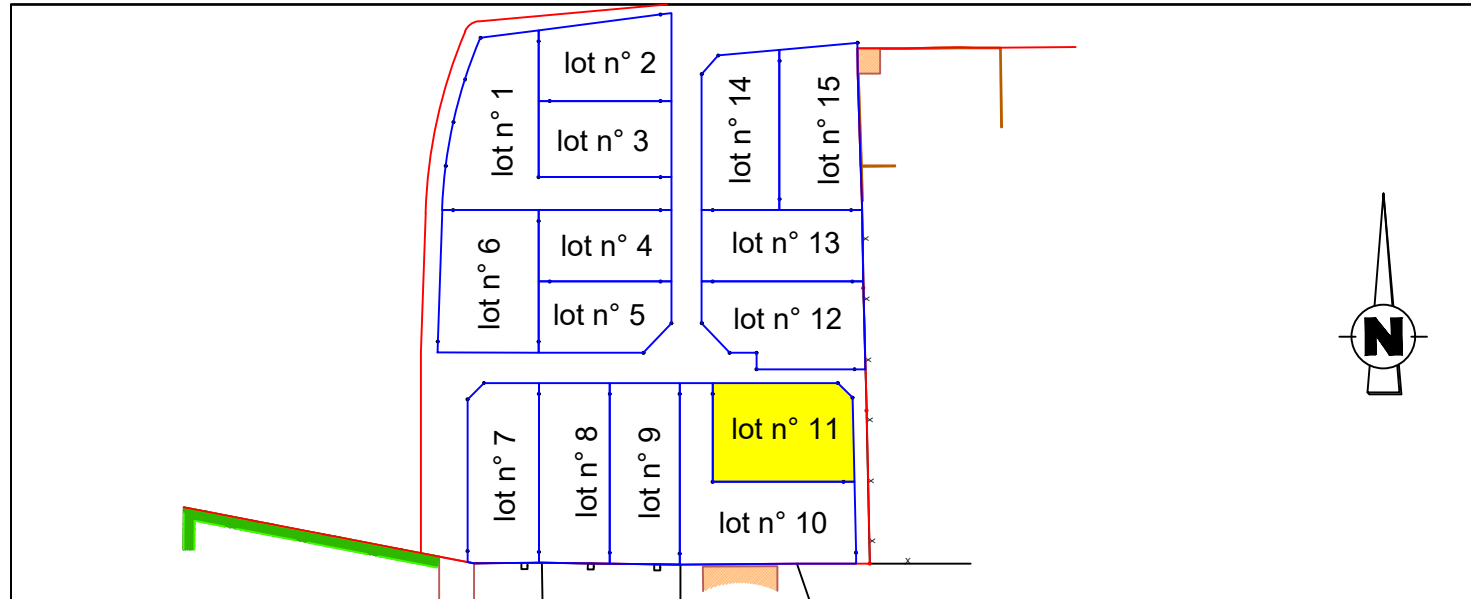 lot n° 1
lot n° 2
lot n° 3
lot n° 14
lot n° 15
lot n° 6
lot n° 4
lot n° 5
lot n° 13
lot n° 12
lot n° 7
lot n° 8
lot n° 9
lot n° 11
lot n° 10
N